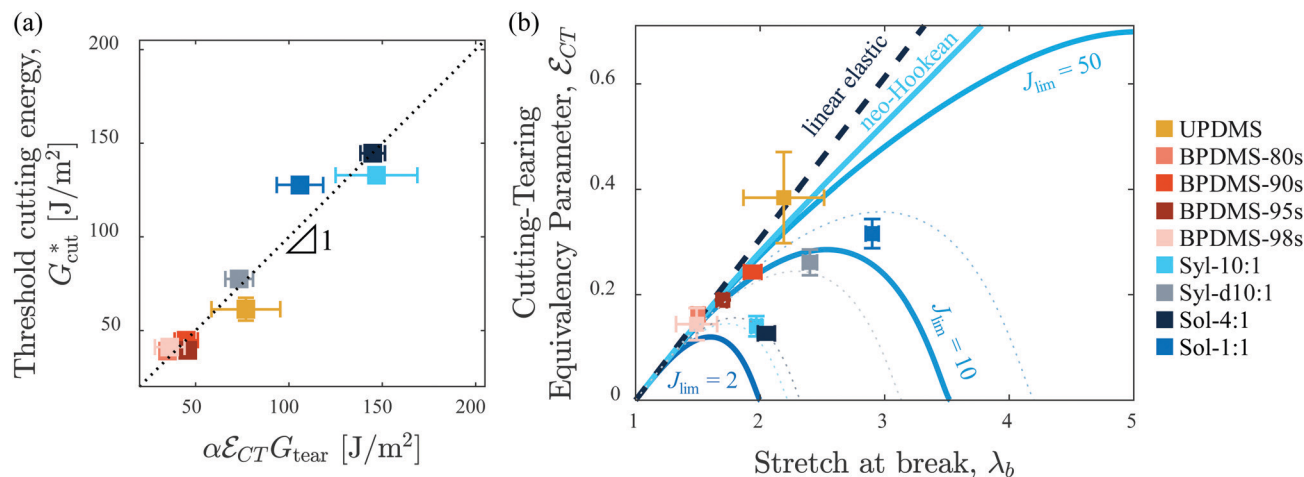 (a)
Threshold cutting energy,
G*cut [J/m²]
200
150
100
50
1
50
100
150
200
αℰCTGtear [J/m²]
(b)
Cutting-Tearing
Equivalency Parameter, ℰCT
0.6
0.4
0.2
0
linear elastic
neo-Hookean
Jlim = 50
Jlim = 10
Jlim = 2
1
2
3
4
5
Stretch at break, λb
UPDMS
BPDMS-80s
BPDMS-90s
BPDMS-95s
BPDMS-98s
Syl-10:1
Syl-d10:1
Sol-4:1
Sol-1:1